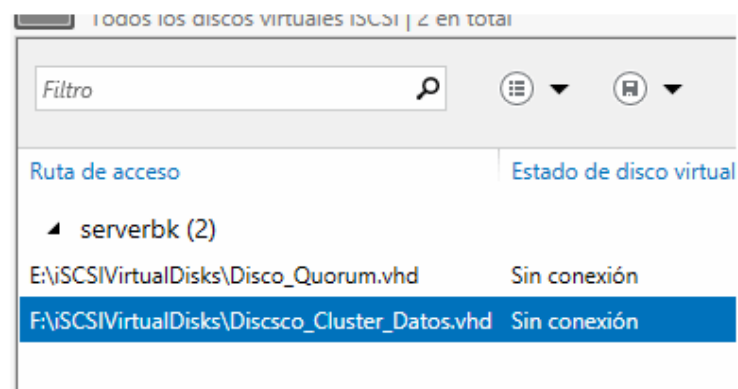 Todos los discos virtuales iSCSI | 2 en total
Filtro
Ruta de acceso Estado de disco virtual
serverbk (2)
E:\iSCSIVirtualDisks\Disco_Quorum.vhd Sin conexión
F:\iSCSIVirtualDisks\Discsco_Cluster_Datos.vhd Sin conexión